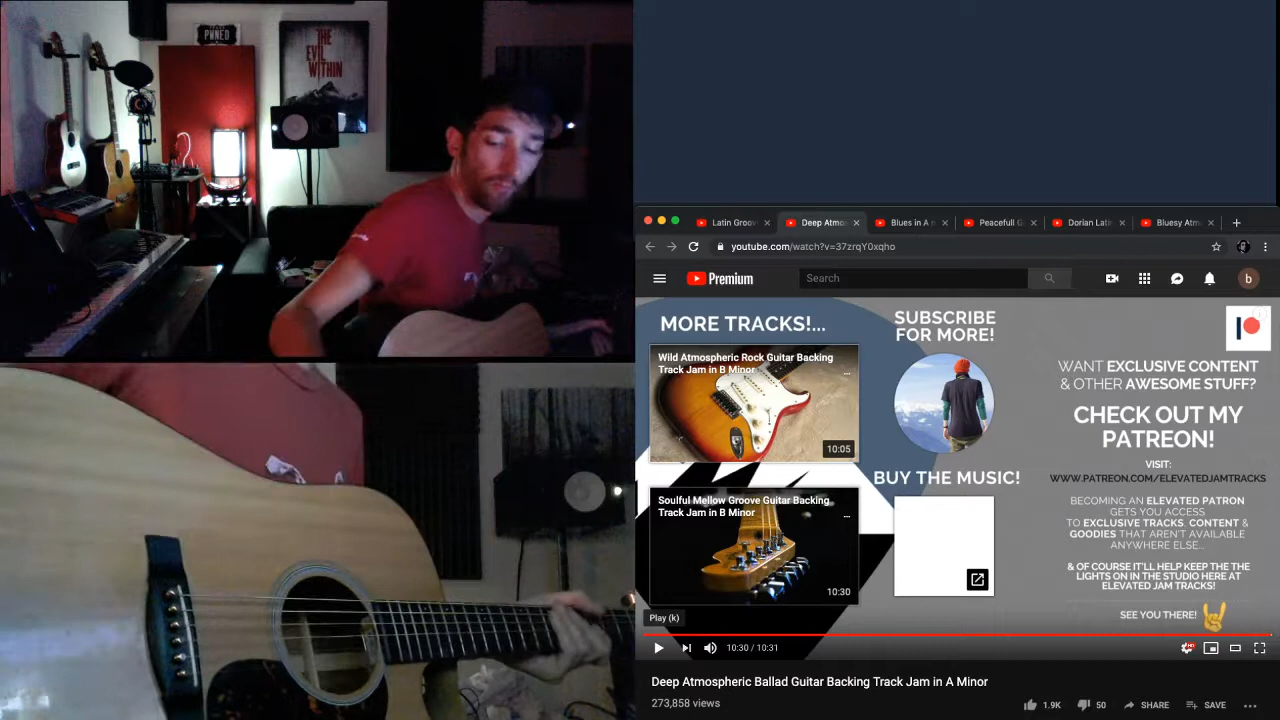 PWNED
THE
EVIL
WITHIN
Latin Groov
Deep Atmos
Blues in A m
Peacefull G
Dorian Latin
Bluesy Atmo
youtube.com/watch?v=37zrqY0xqho
Premium
Search
b
MORE TRACKS!...
Wild Atmospheric Rock Guitar Backing
Track Jam in B Minor
10:05
Soulful Mellow Groove Guitar Backing
Track Jam in B Minor
10:30
SUBSCRIBE
FOR MORE!
BUY THE MUSIC!
WANT EXCLUSIVE CONTENT
& OTHER AWESOME STUFF?
CHECK OUT MY
PATREON!
VISIT:
WWW.PATREON.COM/ELEVATEDJAMTRACKS
BECOMING AN ELEVATED PATRON
GETS YOU ACCESS
TO EXCLUSIVE TRACKS, CONTENT &
GOODIES THAT AREN'T AVAILABLE
ANYWHERE ELSE...
& OF COURSE IT'LL HELP KEEP THE THE
LIGHTS ON IN THE STUDIO HERE AT
ELEVATED JAM TRACKS!
SEE YOU THERE!
Play (k)
10:30 / 10:31
HD
Deep Atmospheric Ballad Guitar Backing Track Jam in A Minor
273,858 views
1.9K
50
SHARE
SAVE